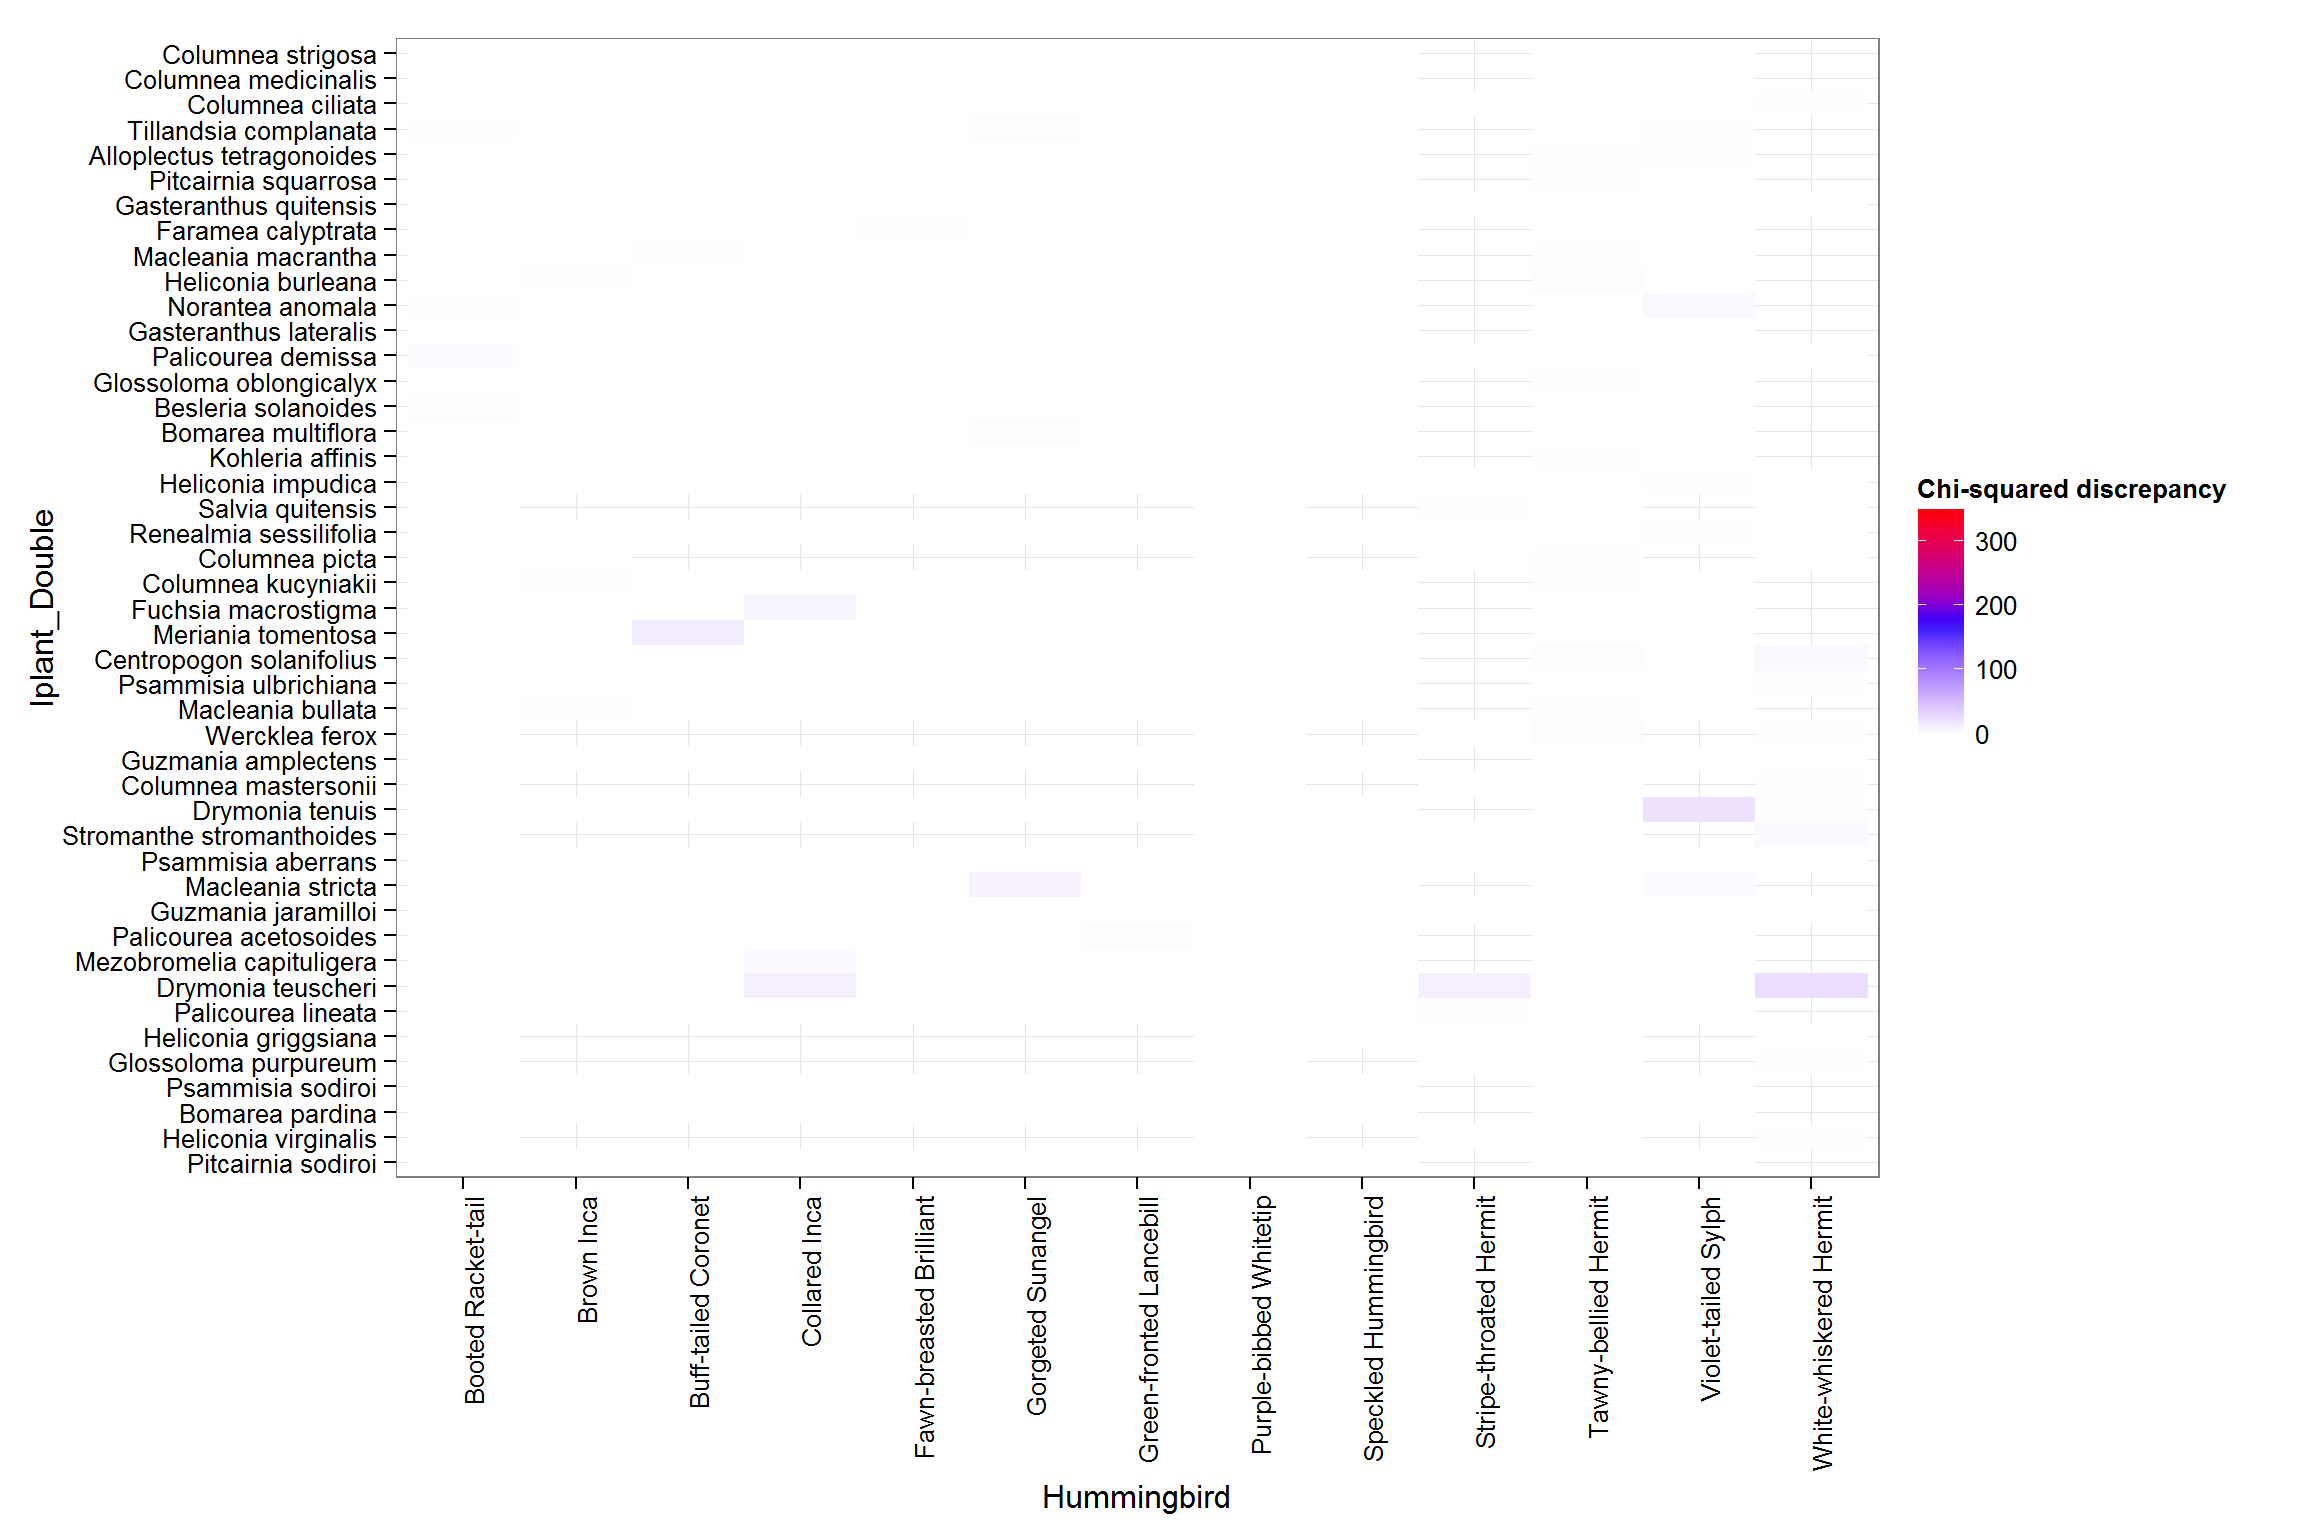 Iplant_Double
Columnea strigosa
Columnea medicinalis
Columnea ciliata
Tillandsia complanata
Alloplectus tetragonoides
Pitcairnia squarrosa
Gasteranthus quitensis
Faramea calyptrata
Macleania macrantha
Heliconia burleana
Norantea anomala
Gasteranthus lateralis
Palicourea demissa
Glossoloma oblongicalyx
Besleria solanoides
Bomarea multiflora
Kohleria affinis
Heliconia impudica
Salvia quitensis
Renealmia sessilifolia
Columnea picta
Columnea kucyniakii
Fuchsia macrostigma
Meriania tomentosa
Centropogon solanifolius
Psammisia ulbrichiana
Macleania bullata
Wercklea ferox
Guzmania amplectens
Columnea mastersonii
Drymonia tenuis
Stromanthe stromanthoides
Psammisia aberrans
Macleania stricta
Guzmania jaramilloi
Palicourea acetosoides
Mezobromelia capituligera
Drymonia teuscheri
Palicourea lineata
Heliconia griggsiana
Glossoloma purpureum
Psammisia sodiroi
Bomarea pardina
Heliconia virginalis
Pitcairnia sodiroi
Booted Racket-tail
Brown Inca
Buff-tailed Coronet
Collared Inca
Fawn-breasted Brilliant
Gorgeted Sunangel
Green-fronted Lancebill
Purple-bibbed Whitetip
Speckled Hummingbird
Stripe-throated Hermit
Tawny-bellied Hermit
Violet-tailed Sylph
White-whiskered Hermit
Hummingbird
Chi-squared discrepancy
300
200
100
0